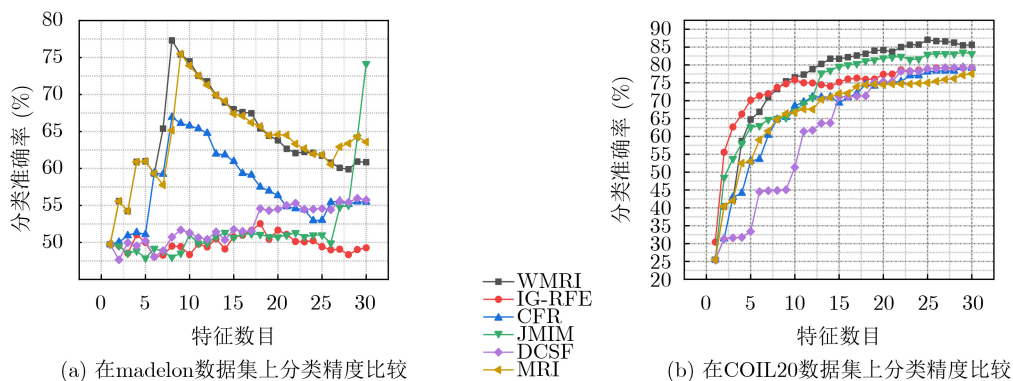 80
75
70
65
60
55
50
分类准确率 (%)
0 5 10 15 20 25 30
特征数目
(a) 在madelon数据集上分类精度比较
WMRI
IG-RFE
CFR
JMIM
DCSF
MRI
90
85
80
75
70
65
60
55
50
45
40
35
30
25
20
分类准确率 (%)
0 5 10 15 20 25 30
特征数目
(b) 在COIL20数据集上分类精度比较